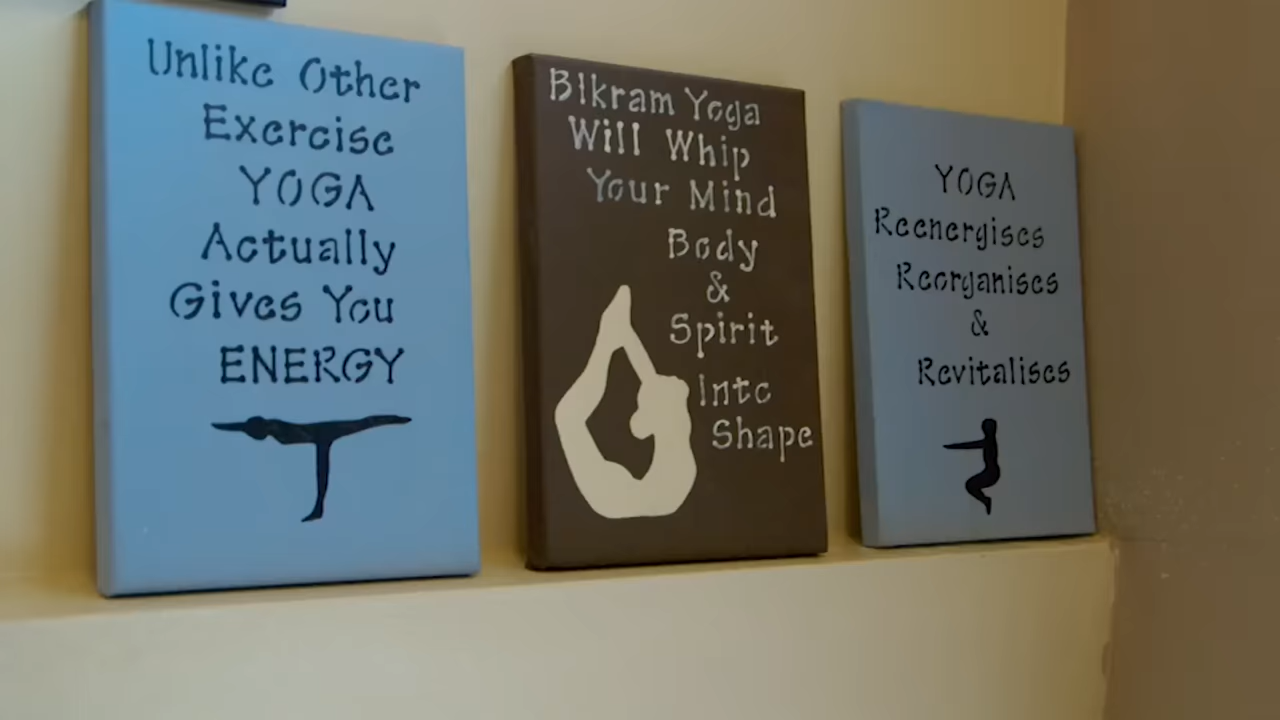 Unlike Other
Exercise
YOGA
Actually
Gives You
ENERGY
Bikram Yoga
Will Whip
Your Mind
Body
&
Spirit
Into
Shape
YOGA
Reenergises
Reorganises
&
Revitalises